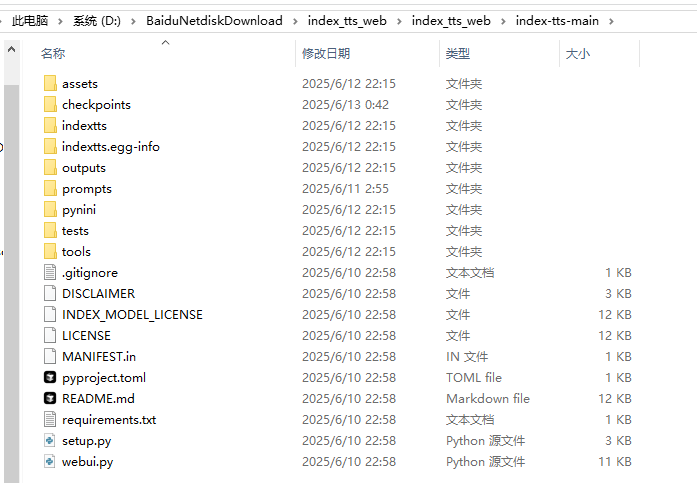 此电脑 › 系统 (D:) › BaiduNetdiskDownload › index_tts_web › index_tts_web › index-tts-main ›
名称 修改日期 类型 大小
assets 2025/6/12 22:15 文件夹
checkpoints 2025/6/13 0:42 文件夹
indextts 2025/6/12 22:15 文件夹
indextts.egg-info 2025/6/12 22:15 文件夹
outputs 2025/6/12 22:15 文件夹
prompts 2025/6/11 2:55 文件夹
pynini 2025/6/12 22:15 文件夹
tests 2025/6/12 22:15 文件夹
tools 2025/6/12 22:15 文件夹
.gitignore 2025/6/10 22:58 文本文档 1 KB
DISCLAIMER 2025/6/10 22:58 文件 3 KB
INDEX_MODEL_LICENSE 2025/6/10 22:58 文件 12 KB
LICENSE 2025/6/10 22:58 文件 12 KB
MANIFEST.in 2025/6/10 22:58 IN 文件 1 KB
pyproject.toml 2025/6/10 22:58 TOML file 1 KB
README.md 2025/6/10 22:58 Markdown file 12 KB
requirements.txt 2025/6/10 22:58 文本文档 1 KB
setup.py 2025/6/10 22:58 Python 源文件 3 KB
webui.py 2025/6/10 22:58 Python 源文件 11 KB